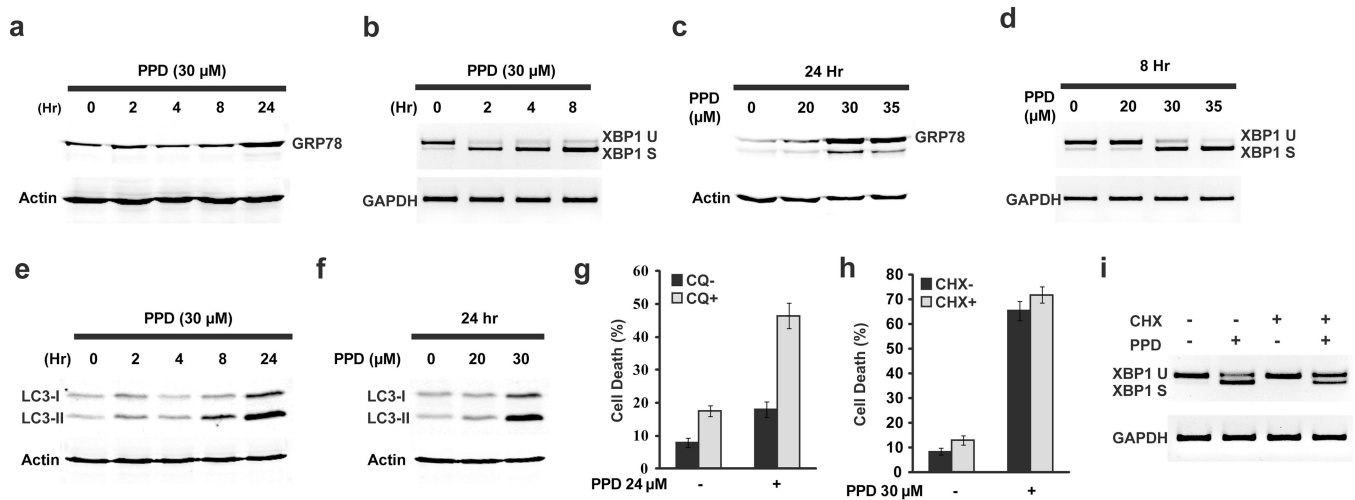 a
PPD (30 µM)
(Hr) 0 2 4 8 24
GRP78
Actin
b
PPD (30 µM)
(Hr) 0 2 4 8
XBP1 U
XBP1 S
GAPDH
c
24 Hr
PPD 0 20 30 35
(µM)
GRP78
Actin
d
8 Hr
PPD 0 20 30 35
(µM)
XBP1 U
XBP1 S
GAPDH
e
PPD (30 µM)
(Hr) 0 2 4 8 24
LC3-I
LC3-II
Actin
f
24 hr
PPD (µM) 0 20 30
LC3-I
LC3-II
Actin
g
CQ-
CQ+
Cell Death (%)
60
50
40
30
20
10
0
PPD 24 µM - +
h
CHX-
CHX+
Cell Death (%)
80
70
60
50
40
30
20
10
0
PPD 30 µM - +
i
CHX - - + +
PPD - + - +
XBP1 U
XBP1 S
GAPDH